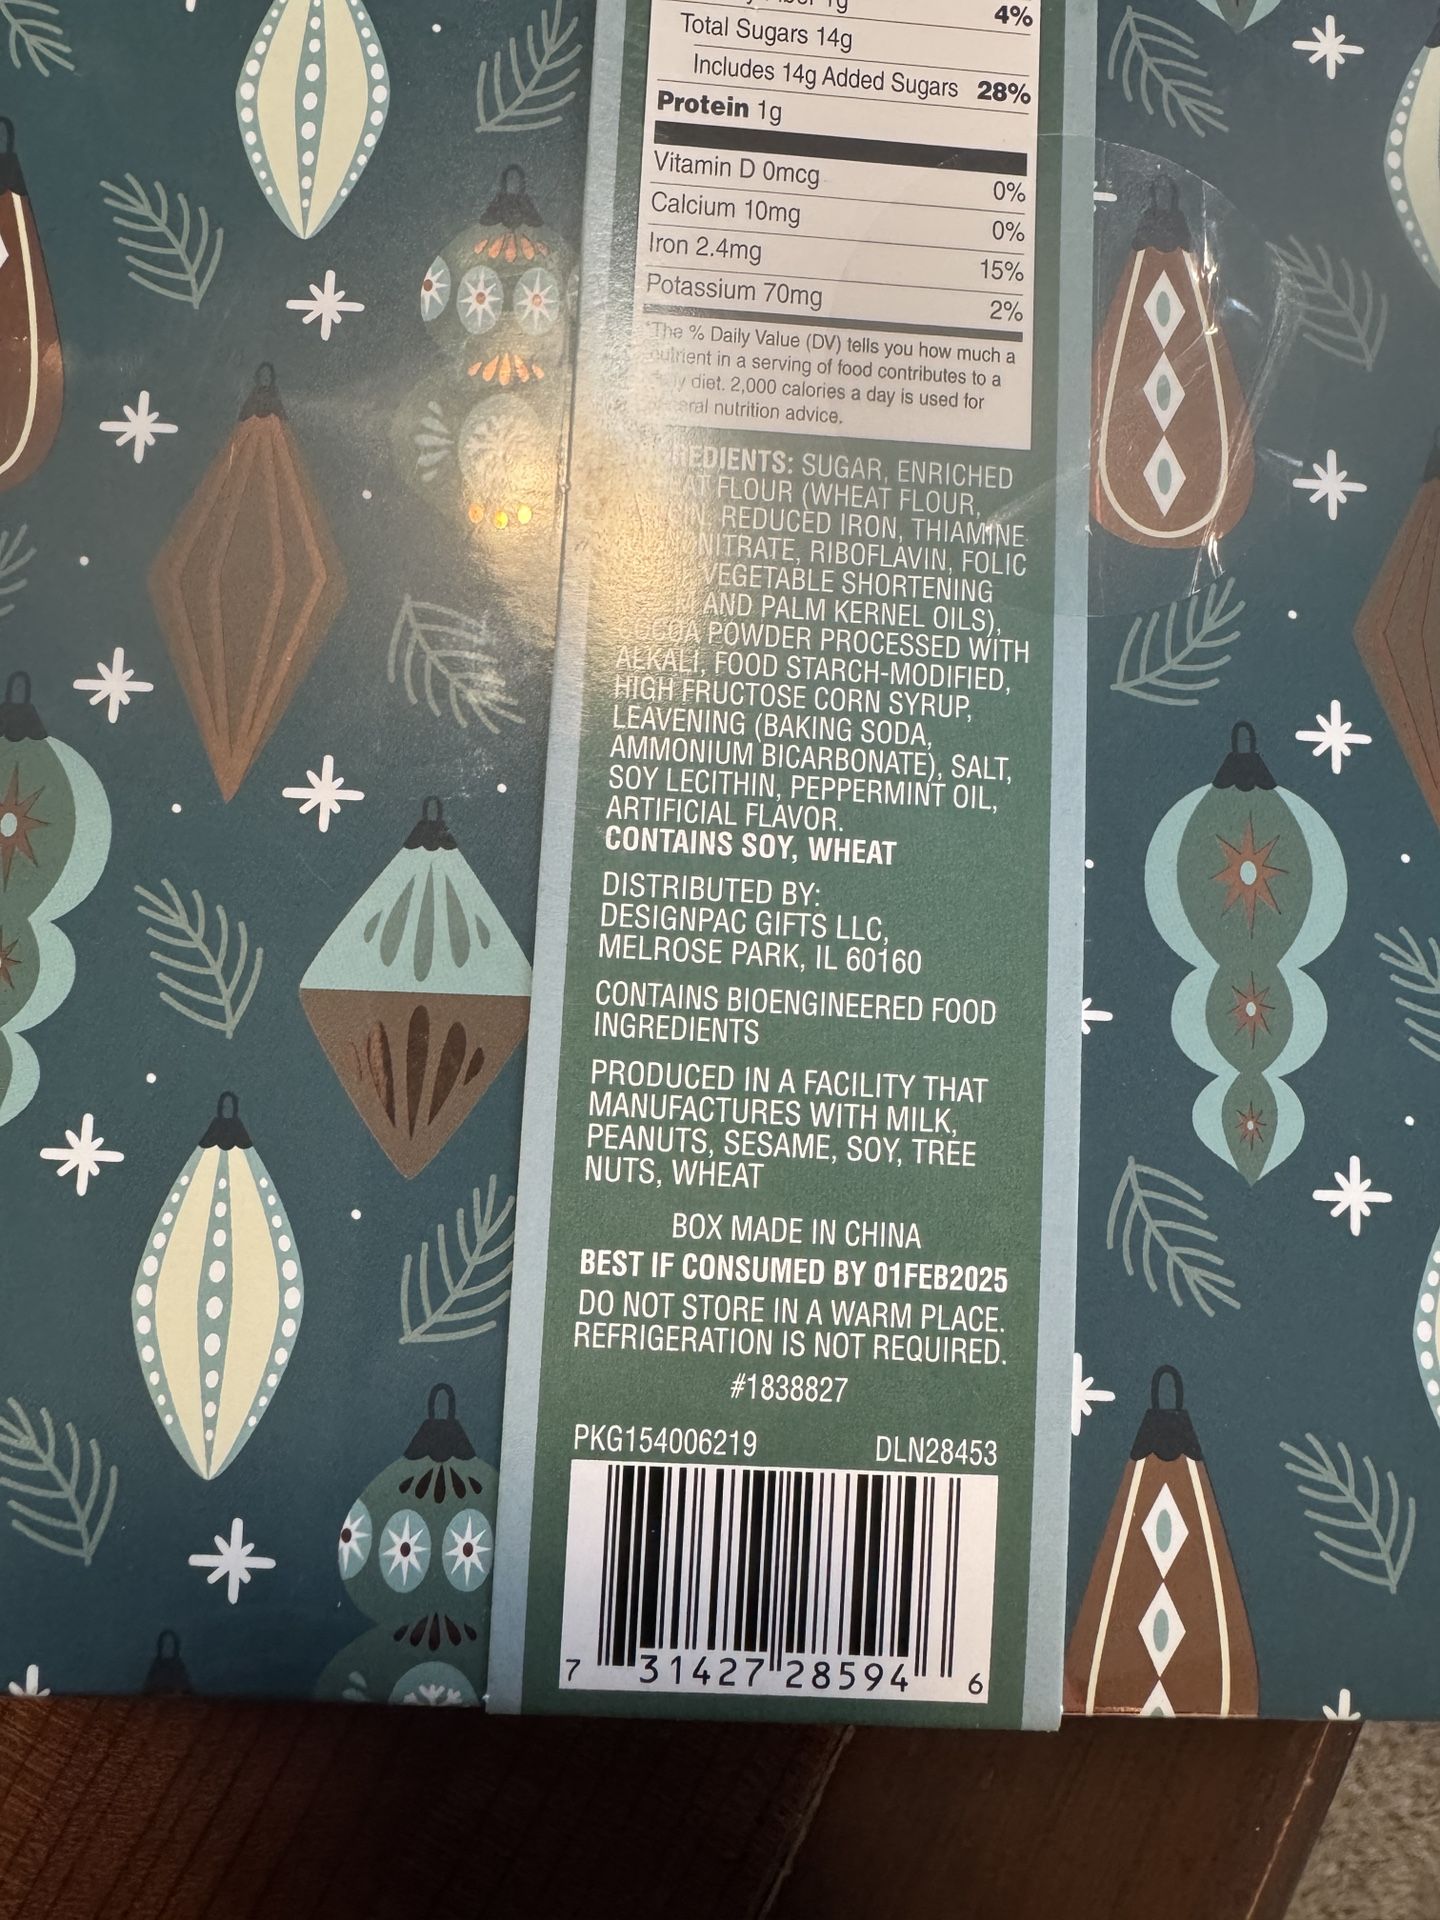 4%
Total Sugars 14g
Includes 14g Added Sugars 28%
Protein 1g
Vitamin D 0mcg 0%
Calcium 10mg 0%
Iron 2.4mg 15%
Potassium 70mg 2%
*The % Daily Value (DV) tells you how much a
nutrient in a serving of food contributes to a
diet. 2,000 calories a day is used for
nutrition advice.
INGREDIENTS: SUGAR, ENRICHED
FLOUR (WHEAT FLOUR,
REDUCED IRON, THIAMINE
MONONITRATE, RIBOFLAVIN, FOLIC
VEGETABLE SHORTENING
AND PALM KERNEL OILS),
COCOA POWDER PROCESSED WITH
ALKALI, FOOD STARCH-MODIFIED,
HIGH FRUCTOSE CORN SYRUP,
LEAVENING (BAKING SODA,
AMMONIUM BICARBONATE), SALT,
SOY LECITHIN, PEPPERMINT OIL,
ARTIFICIAL FLAVOR.
CONTAINS SOY, WHEAT
DISTRIBUTED BY:
DESIGNPAC GIFTS LLC,
MELROSE PARK, IL 60160
CONTAINS BIOENGINEERED FOOD
INGREDIENTS
PRODUCED IN A FACILITY THAT
MANUFACTURES WITH MILK,
PEANUTS, SESAME, SOY, TREE
NUTS, WHEAT
BOX MADE IN CHINA
BEST IF CONSUMED BY 01FEB2025
DO NOT STORE IN A WARM PLACE.
REFRIGERATION IS NOT REQUIRED.
#1838827
PKG154006219 DLN28453
7 31427 28594 6